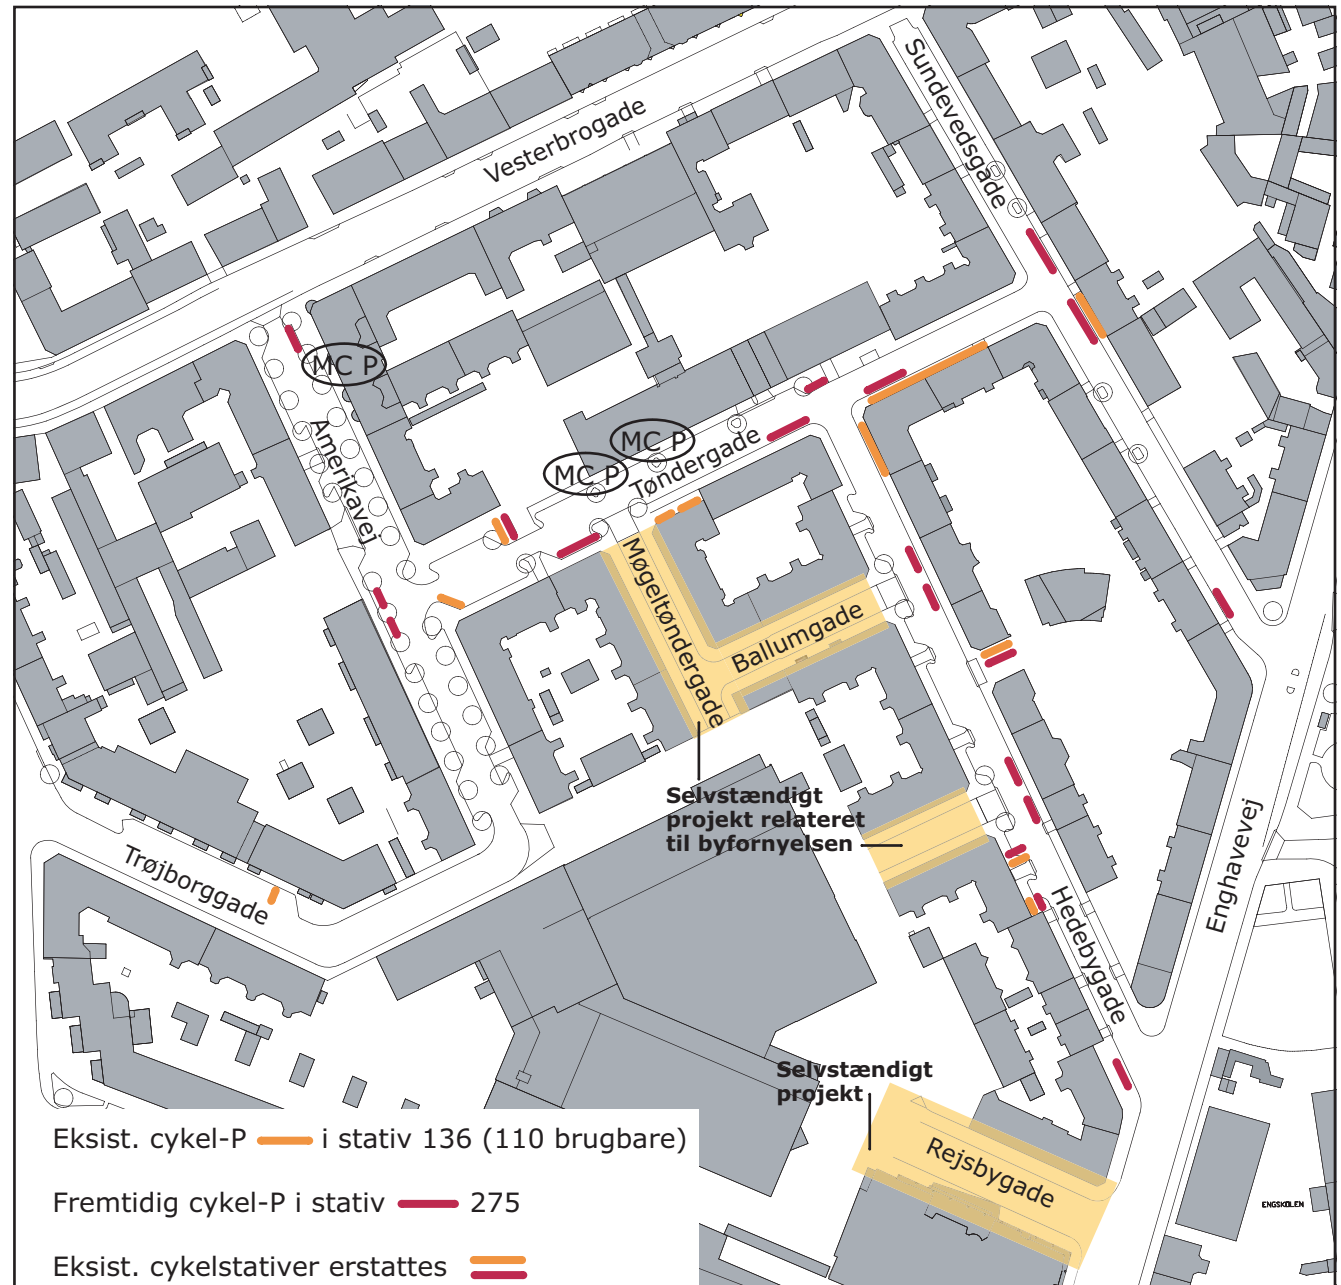 Sundevedsgade
Vesterbrogade
MC P
Amerikavej
MC P
MC P
Tøndergade
Møgeltøndergade
Ballumgade
Selvstændigt
projekt relateret
til byfornyelsen
Trøjborggade
Hedebygade
Enghavevej
Selvstændigt
projekt
Rejsbygade
ENGSKOLEN
Eksist. cykel-P i stativ 136 (110 brugbare)
Fremtidig cykel-P i stativ 275
Eksist. cykelstativer erstattes